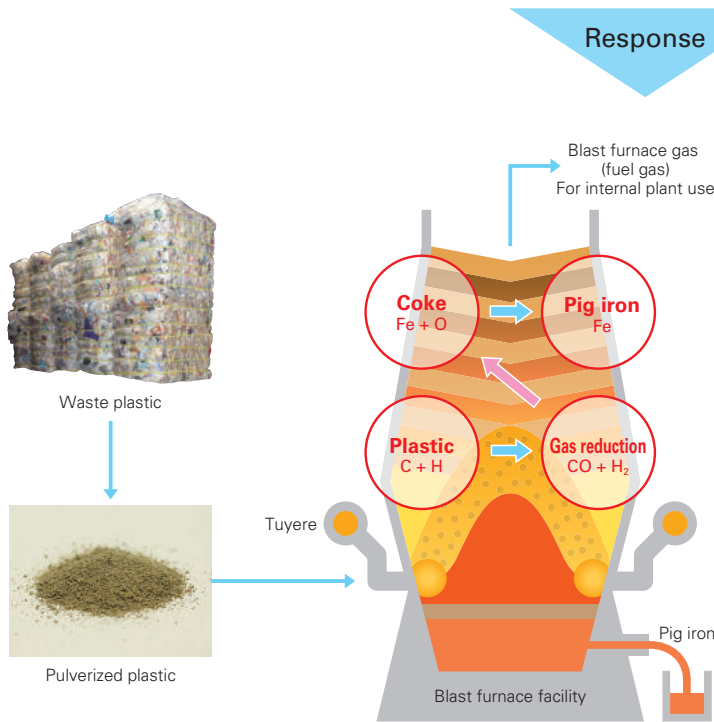 Response
Blast furnace gas
(fuel gas)
For internal plant use
Coke
Fe + O
Pig iron
Fe
Waste plastic
Plastic
C + H
Gas reduction
CO + H₂
Tuyere
Pig iron
Pulverized plastic
Blast furnace facility